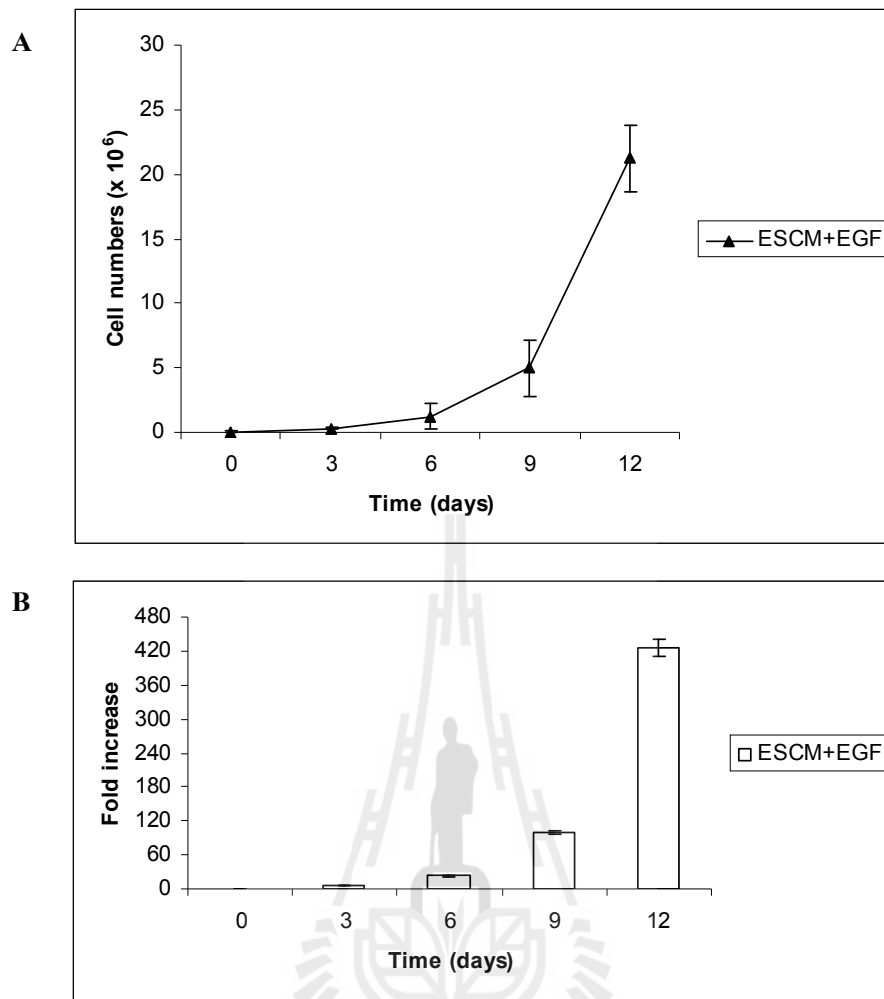 A
30
25
20
15
10
5
0
Cell numbers (x 10⁶)
0 3 6 9 12
Time (days)
ESCM+EGF
B
480
420
360
300
240
180
120
60
0
Fold increase
0 3 6 9 12
Time (days)
ESCM+EGF